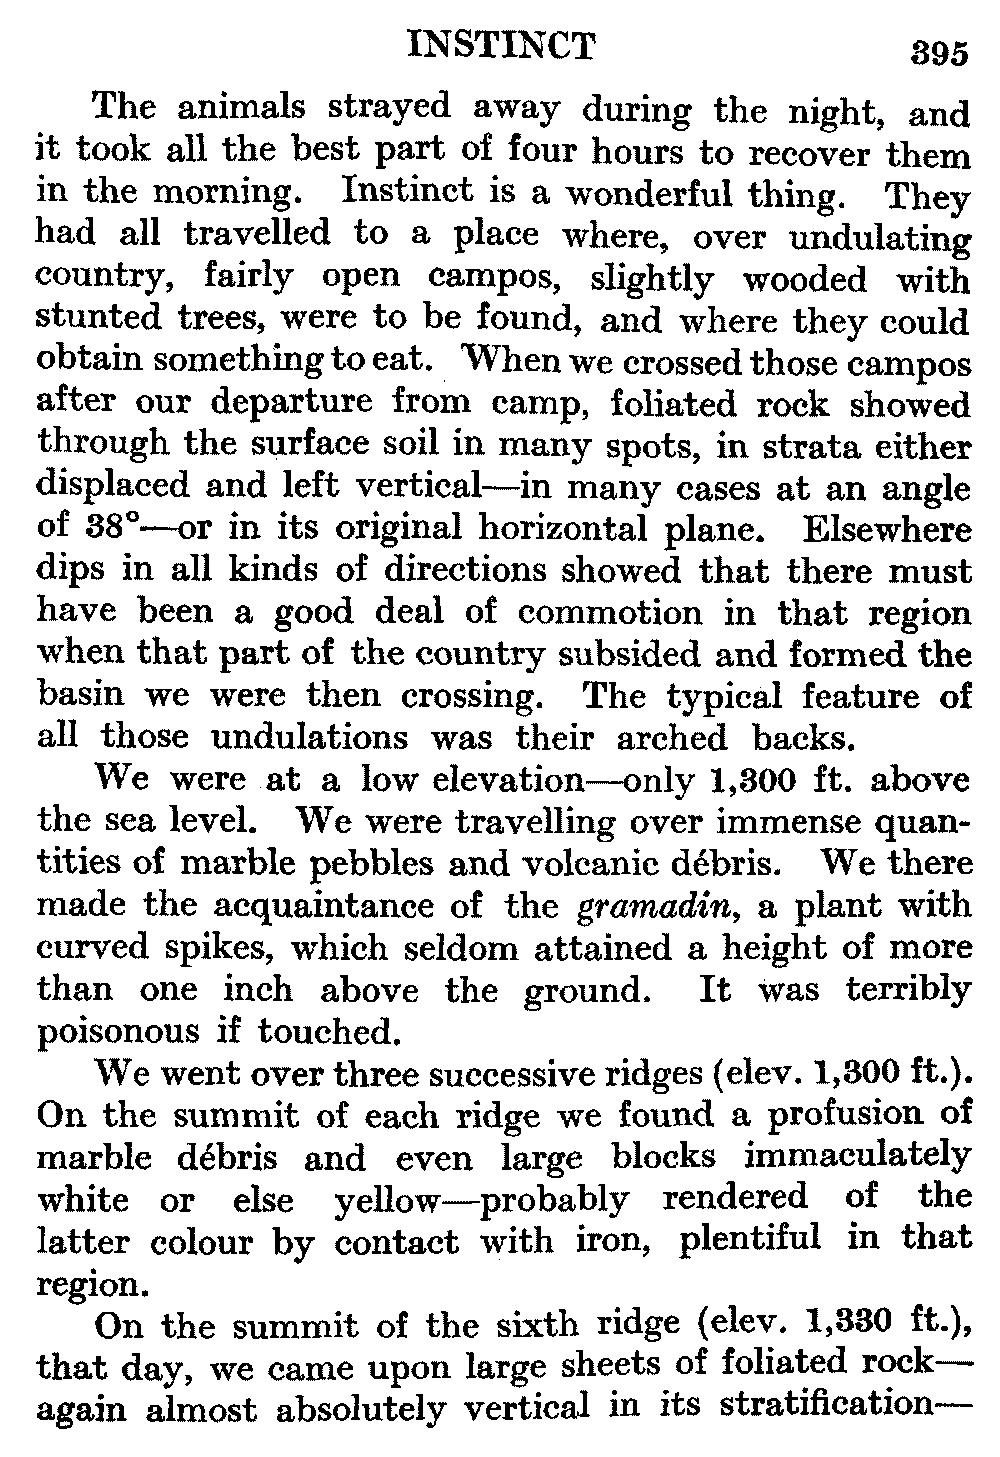 INSTINCT 395
The animals strayed away during the night, and
it took all the best part of four hours to recover them
in the morning. Instinct is a wonderful thing. They
had all travelled to a place where, over undulating
country, fairly open campos, slightly wooded with
stunted trees, were to be found, and where they could
obtain something to eat. When we crossed those campos
after our departure from camp, foliated rock showed
through the surface soil in many spots, in strata either
displaced and left vertical—in many cases at an angle
of 38°—or in its original horizontal plane. Elsewhere
dips in all kinds of directions showed that there must
have been a good deal of commotion in that region
when that part of the country subsided and formed the
basin we were then crossing. The typical feature of
all those undulations was their arched backs.
We were at a low elevation—only 1,300 ft. above
the sea level. We were travelling over immense quan-
tities of marble pebbles and volcanic débris. We there
made the acquaintance of the gramadin, a plant with
curved spikes, which seldom attained a height of more
than one inch above the ground. It was terribly
poisonous if touched.
We went over three successive ridges (elev. 1,300 ft.).
On the summit of each ridge we found a profusion of
marble débris and even large blocks immaculately
white or else yellow—probably rendered of the
latter colour by contact with iron, plentiful in that
region.
On the summit of the sixth ridge (elev. 1,330 ft.),
that day, we came upon large sheets of foliated rock—
again almost absolutely vertical in its stratification—